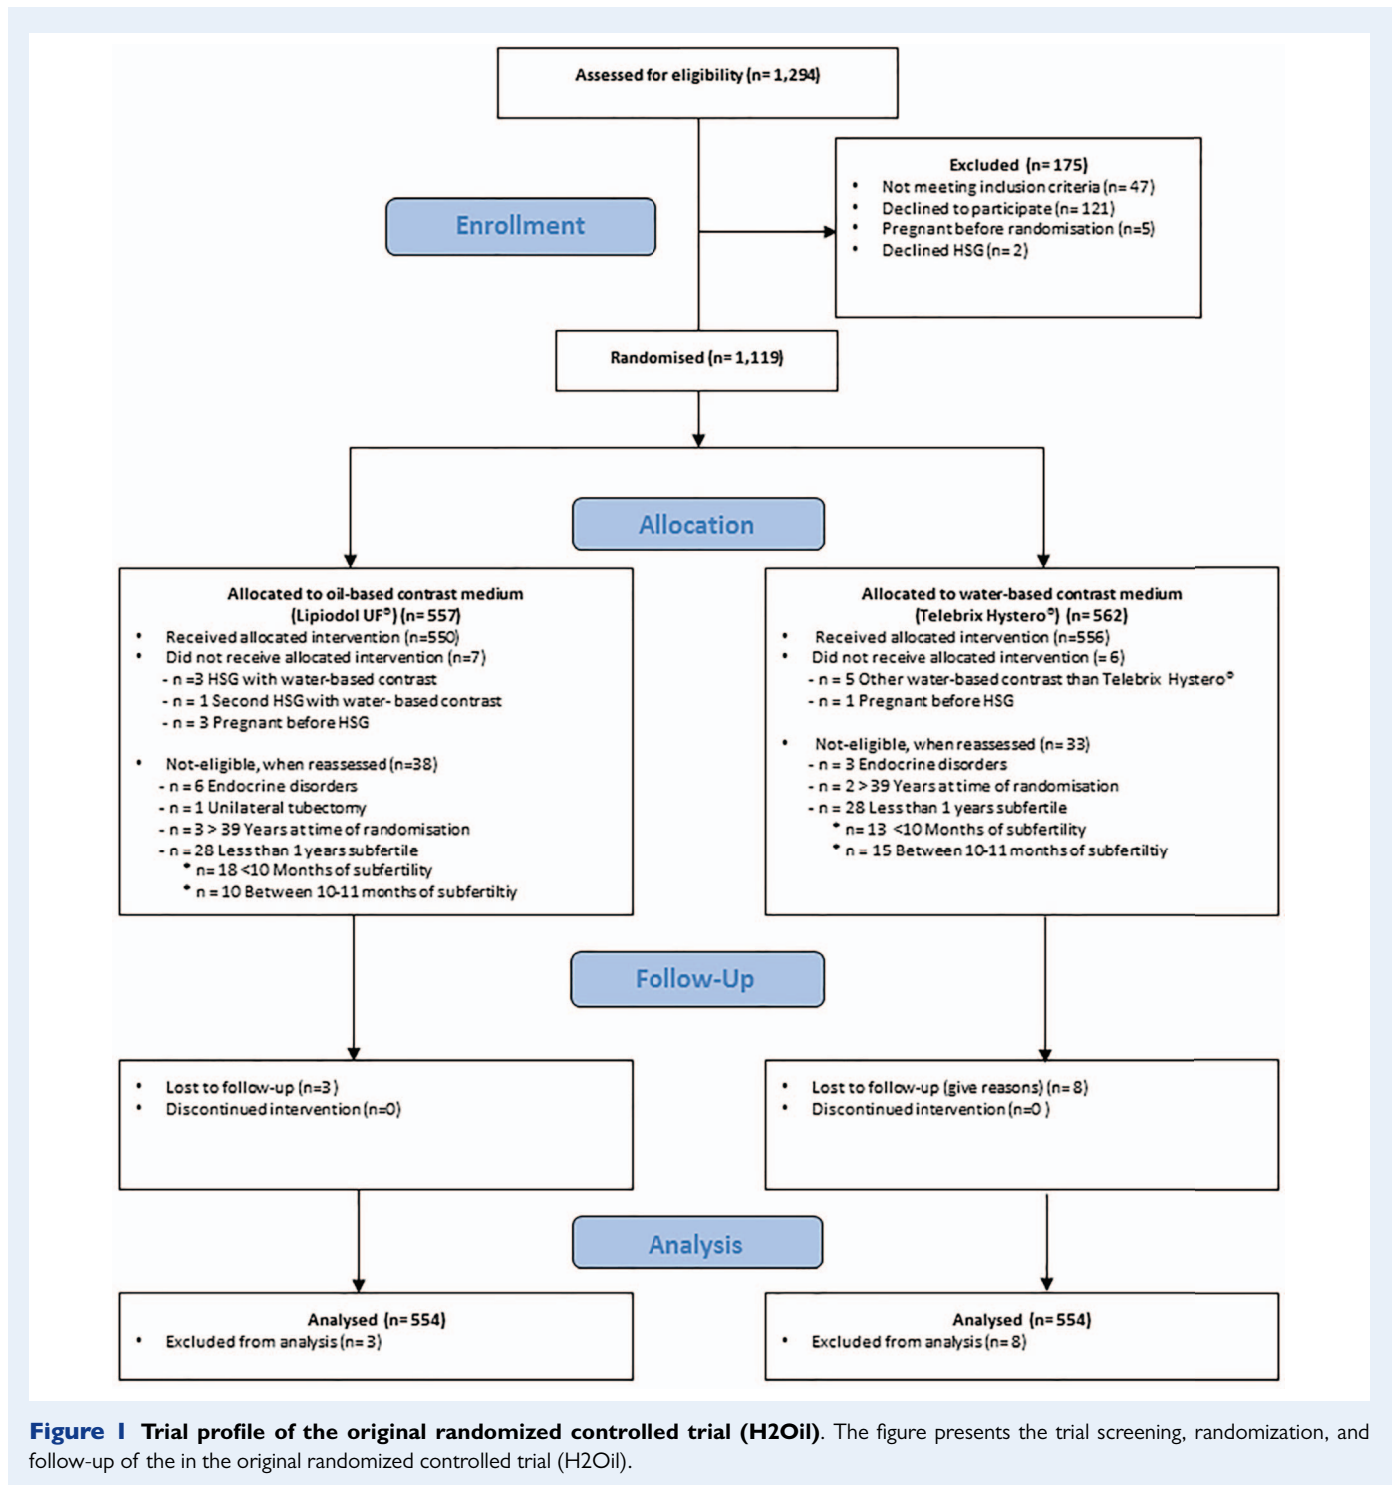 Assessed for eligibility (n= 1,294)
Excluded (n= 175)
• Not meeting inclusion criteria (n= 47)
• Declined to participate (n= 121)
• Pregnant before randomisation (n=5)
• Declined HSG (n= 2)
Enrollment
Randomised (n= 1,119)
Allocation
Allocated to oil-based contrast medium
(Lipiodol UF®) (n= 557)
• Received allocated intervention (n=550)
• Did not receive allocated intervention (n=7)
- n =3 HSG with water-based contrast
- n = 1 Second HSG with water- based contrast
- n = 3 Pregnant before HSG
• Not-eligible, when reassessed (n=38)
- n = 6 Endocrine disorders
- n = 1 Unilateral tubectomy
- n = 3 > 39 Years at time of randomisation
- n = 28 Less than 1 years subfertile
* n= 18 <10 Months of subfertility
* n = 10 Between 10-11 months of subfertiltiy
Allocated to water-based contrast medium
(Telebrix Hystero®) (n= 562)
• Received allocated intervention (n=556)
• Did not receive allocated intervention (= 6)
- n = 5 Other water-based contrast than Telebrix Hystero®
- n = 1 Pregnant before HSG
• Not-eligible, when reassessed (n= 33)
- n = 3 Endocrine disorders
- n = 2 > 39 Years at time of randomisation
- n = 28 Less than 1 years subfertile
* n= 13 <10 Months of subfertility
* n = 15 Between 10-11 months of subfertiltiy
Follow-Up
• Lost to follow-up (n=3)
• Discontinued intervention (n=0)
• Lost to follow-up (give reasons) (n= 8)
• Discontinued intervention (n=0 )
Analysis
Analysed (n= 554)
• Excluded from analysis (n= 3)
Analysed (n= 554)
• Excluded from analysis (n= 8)
Figure 1 Trial profile of the original randomized controlled trial (H2Oil). The figure presents the trial screening, randomization, and
follow-up of the in the original randomized controlled trial (H2Oil).